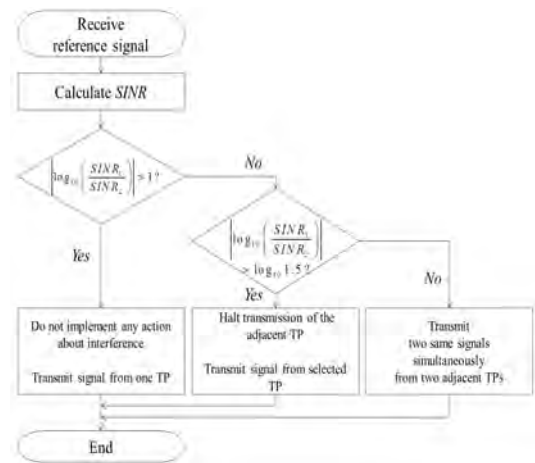 Receive
reference signal
Calculate SINR
|log₁₀(SINR₁/SINR₂)| > 1 ?
No
|log₁₀(SINR₁/SINR₂)|
> log₁₀ 1.5 ?
Yes
Yes
No
Do not implement any action
about interference
Transmit signal from one TP
Halt transmission of the
adjacent TP
Transmit signal from selected
TP
Transmit
two same signals
simultaneously
from two adjacent TPs
End